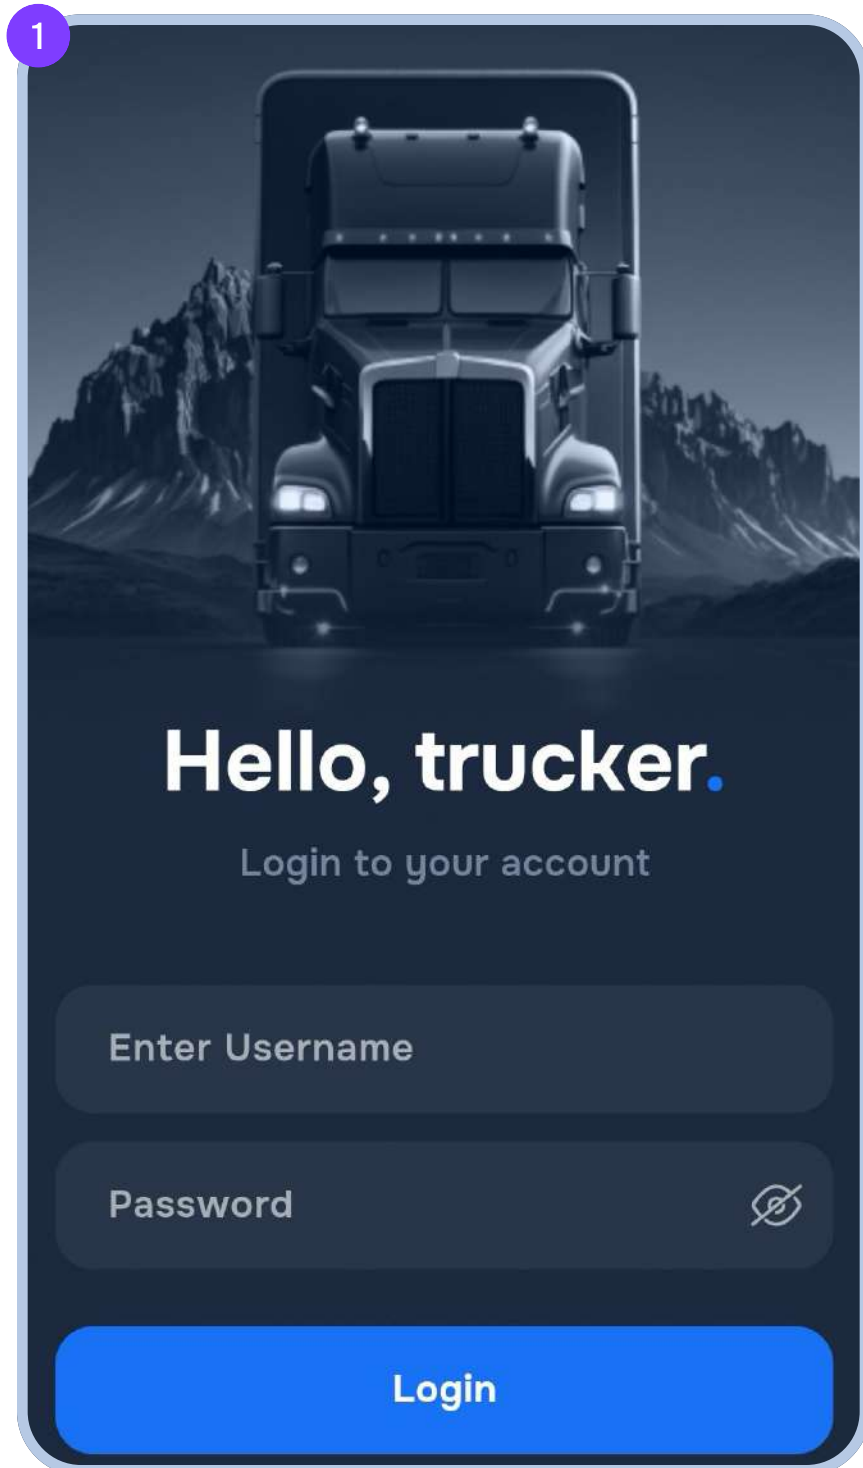 1
Hello, trucker.
Login to your account
Enter Username
Password
Login